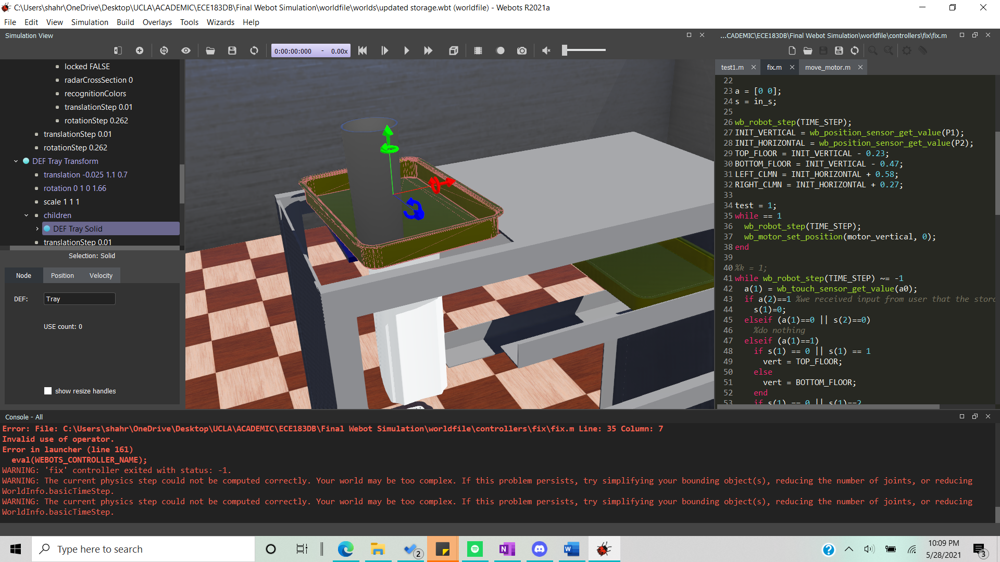 C:\Users\shahr\OneDrive\Desktop\UCLA\ACADEMIC\ECE183DB\Final Webot Simulation\worldfile\worlds\updated storage.wbt (worldfile) - Webots R2021a
File Edit View Simulation Build Overlays Tools Wizards Help
Simulation View
0:00:00:000 - 0.00x
locked FALSE
radarCrossSection 0
recognitionColors
translationStep 0.01
rotationStep 0.262
translationStep 0.01
rotationStep 0.262
DEF Tray Transform
translation -0.025 1.1 0.7
rotation 0 1 0 1.66
scale 1 1 1
children
DEF Tray Solid
translationStep 0.01
Selection: Solid
Node Position Velocity
DEF: Tray
USE count: 0
show resize handles
...CADEMIC\ECE183DB\Final Webot Simulation\worldfile\controllers\fix\fix.m
test1.m fix.m move_motor.m
22
23 a = [0 0];
24 s = in_s;
25
26 wb_robot_step(TIME_STEP);
27 INIT_VERTICAL = wb_position_sensor_get_value(P1);
28 INIT_HORIZONTAL = wb_position_sensor_get_value(P2);
29 TOP_FLOOR = INIT_VERTICAL - 0.23;
30 BOTTOM_FLOOR = INIT_VERTICAL - 0.47;
31 LEFT_CLMN = INIT_HORIZONTAL + 0.58;
32 RIGHT_CLMN = INIT_HORIZONTAL + 0.27;
33
34 test = 1;
35 while == 1
36 wb_robot_step(TIME_STEP);
37 wb_motor_set_position(motor_vertical, 0);
38 end
39
40 %k = 1;
41 while wb_robot_step(TIME_STEP) ~= -1
42 a(1) = wb_touch_sensor_get_value(a0);
43 if a(2)==1 %we received input from user that the stor
44 s(1)=0;
45 elseif (a(1)==0 || s(2)==0)
46 %do nothing
47 elseif (a(1)==1)
48 if s(1) == 0 || s(1) == 1
49 vert = TOP_FLOOR;
50 else
51 vert = BOTTOM_FLOOR;
52 end
53 if s(1) == 0 || s(1)==2
Console - All
Error: File: C:\Users\shahr\OneDrive\Desktop\UCLA\ACADEMIC\ECE183DB\Final Webot Simulation\worldfile\controllers\fix\fix.m Line: 35 Column: 7
Invalid use of operator.
Error in launcher (line 161)
eval(WEBOTS_CONTROLLER_NAME);
WARNING: 'fix' controller exited with status: -1.
WARNING: The current physics step could not be computed correctly. Your world may be too complex. If this problem persists, try simplifying your bounding object(s), reducing the number of joints, or reducing
WorldInfo.basicTimeStep.
WARNING: The current physics step could not be computed correctly. Your world may be too complex. If this problem persists, try simplifying your bounding object(s), reducing the number of joints, or reducing
WorldInfo.basicTimeStep.
Type here to search
2
10:09 PM
5/28/2021
3